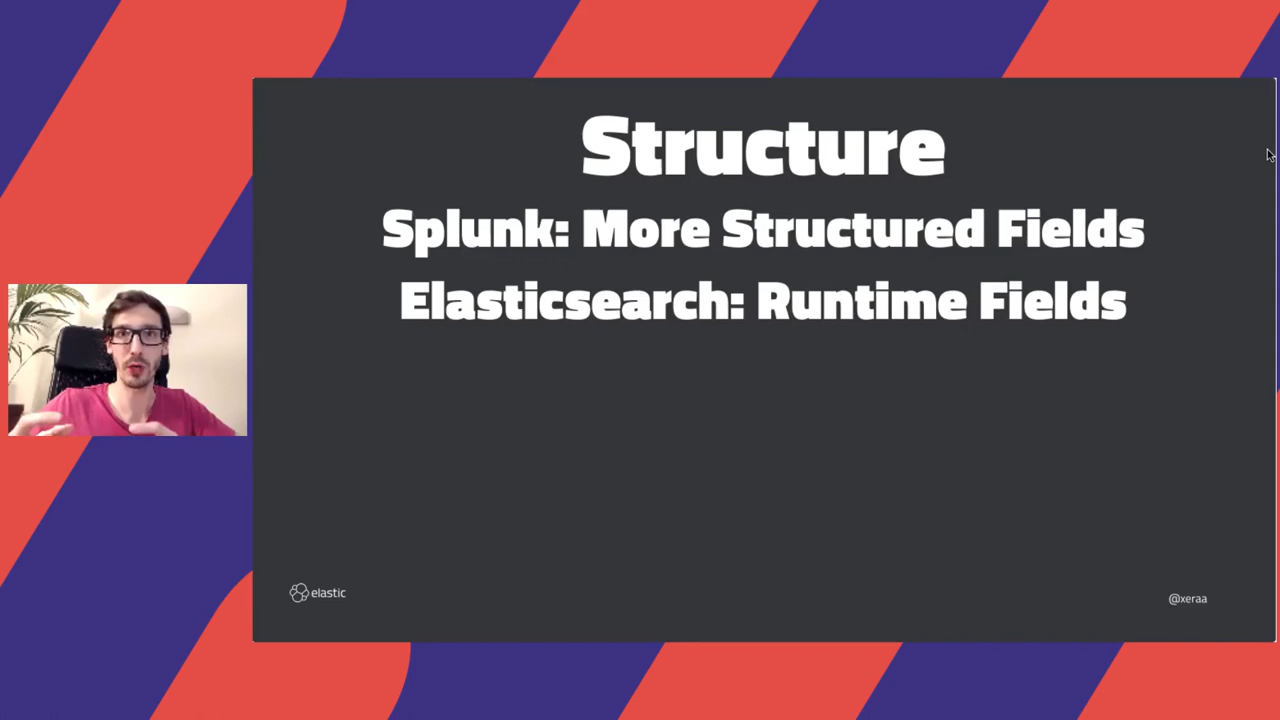 Structure
Splunk: More Structured Fields
Elasticsearch: Runtime Fields
elastic
@xeraa